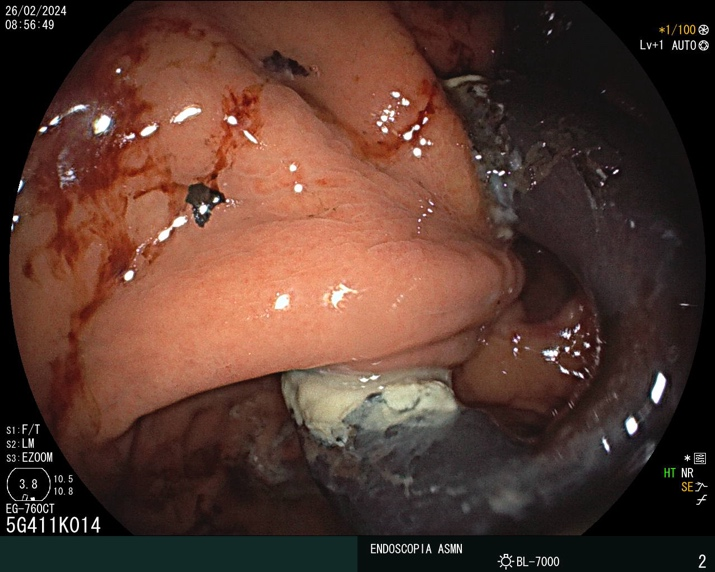 26/02/2024
08:56:49
*1/100
Lv+1 AUTO
S1:F/T
S2:LM
S3:EZOOM
3.8
10.5
10.8
EG-760CT
5G411K014
*
HT NR
SE
ENDOSCOPIA ASMN
BL-7000
2